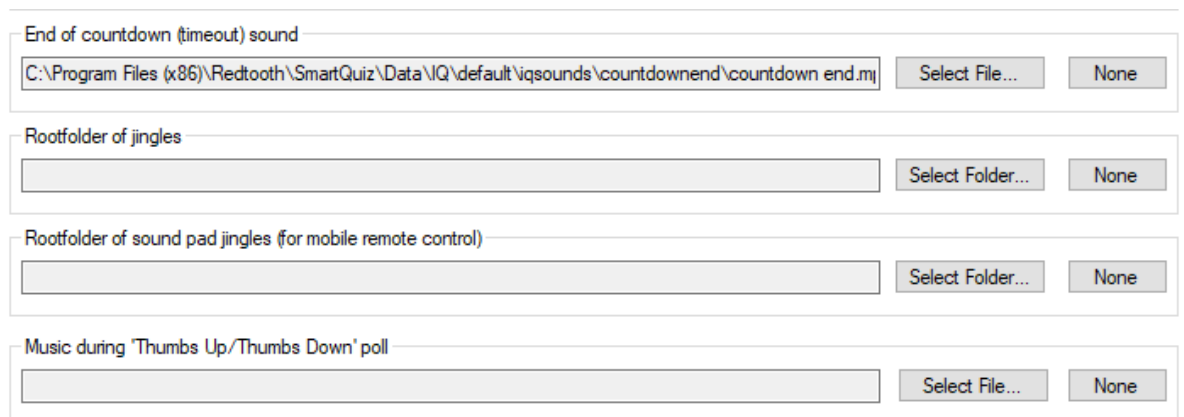 End of countdown (timeout) sound
C:\Program Files (x86)\Redtooth\SmartQuiz\Data\IQ\default\iqsounds\countdownend\countdown end.m Select File... None
Rootfolder of jingles
Select Folder... None
Rootfolder of sound pad jingles (for mobile remote control)
Select Folder... None
Music during 'Thumbs Up/Thumbs Down' poll
Select File... None